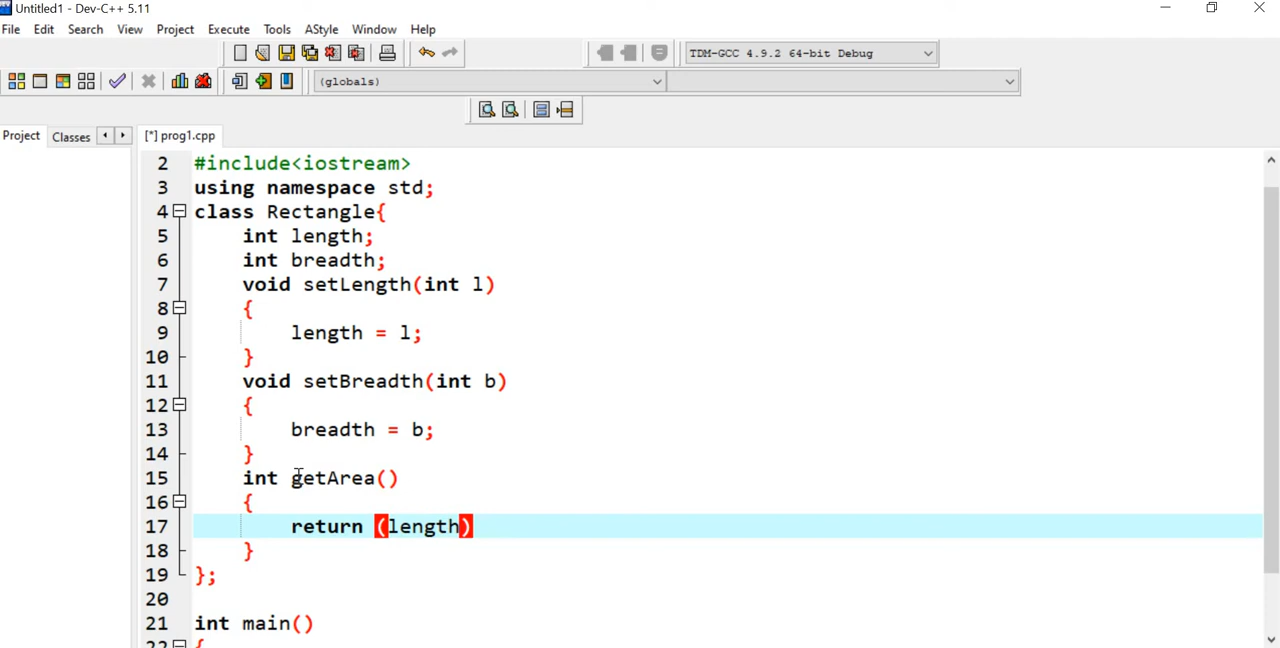 Untitled1 - Dev-C++ 5.11
File Edit Search View Project Execute Tools AStyle Window Help
TDM-GCC 4.9.2 64-bit Debug
(globals)
Project Classes [*] prog1.cpp
2 #include<iostream>
3 using namespace std;
4 class Rectangle{
5 int length;
6 int breadth;
7 void setLength(int l)
8 {
9 length = l;
10 }
11 void setBreadth(int b)
12 {
13 breadth = b;
14 }
15 int getArea()
16 {
17 return (length)
18 }
19 };
20
21 int main()
22 {